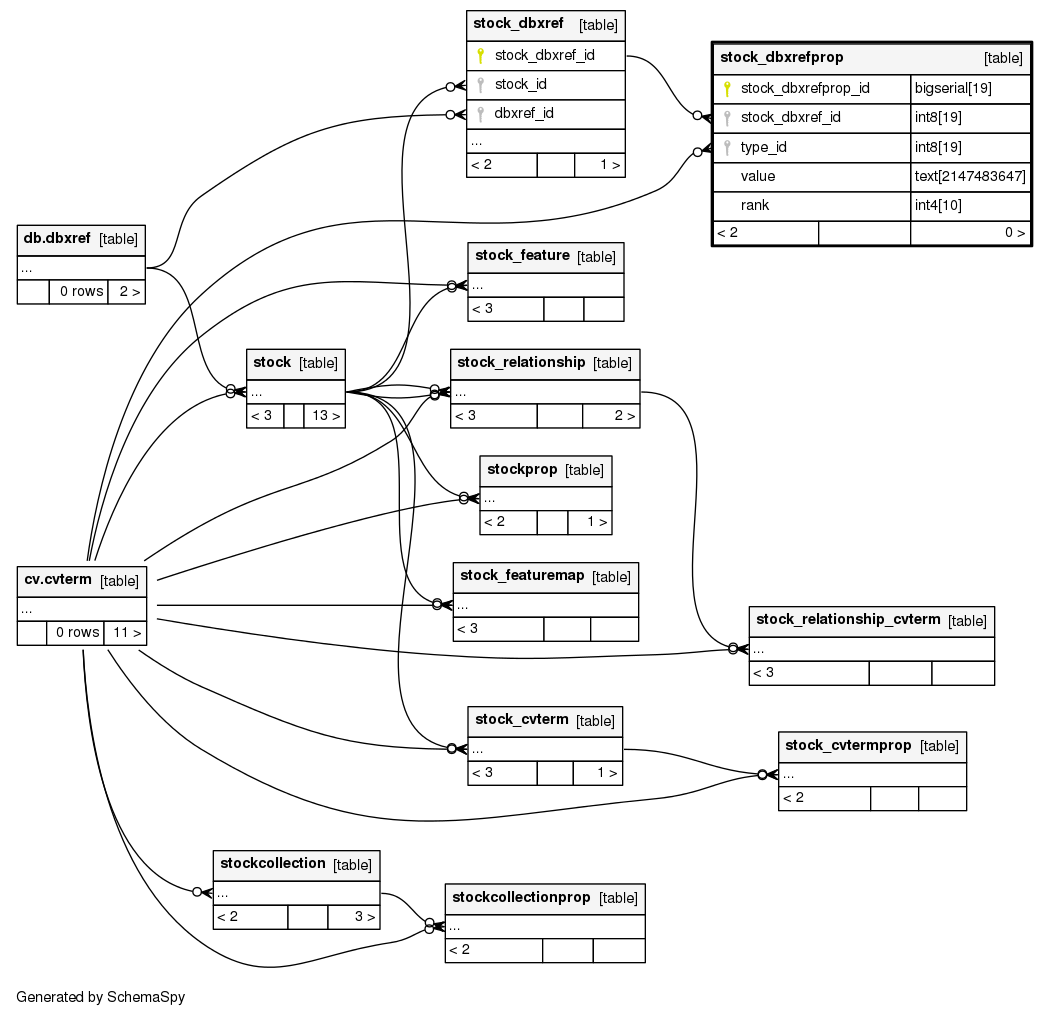 stock_dbxref [table]
stock_dbxref_id
stock_id
dbxref_id
...
< 2 1 >
stock_dbxrefprop [table]
stock_dbxrefprop_id bigserial[19]
stock_dbxref_id int8[19]
type_id int8[19]
value text[2147483647]
rank int4[10]
< 2 0 >
db.dbxref [table]
...
0 rows 2 >
stock_feature [table]
...
< 3
stock [table]
...
< 3 13 >
stock_relationship [table]
...
< 3 2 >
stockprop [table]
...
< 2 1 >
cv.cvterm [table]
...
0 rows 11 >
stock_featuremap [table]
...
< 3
stock_relationship_cvterm [table]
...
< 3
stock_cvterm [table]
...
< 3 1 >
stock_cvtermprop [table]
...
< 2
stockcollection [table]
...
< 2 3 >
stockcollectionprop [table]
...
< 2
Generated by SchemaSpy